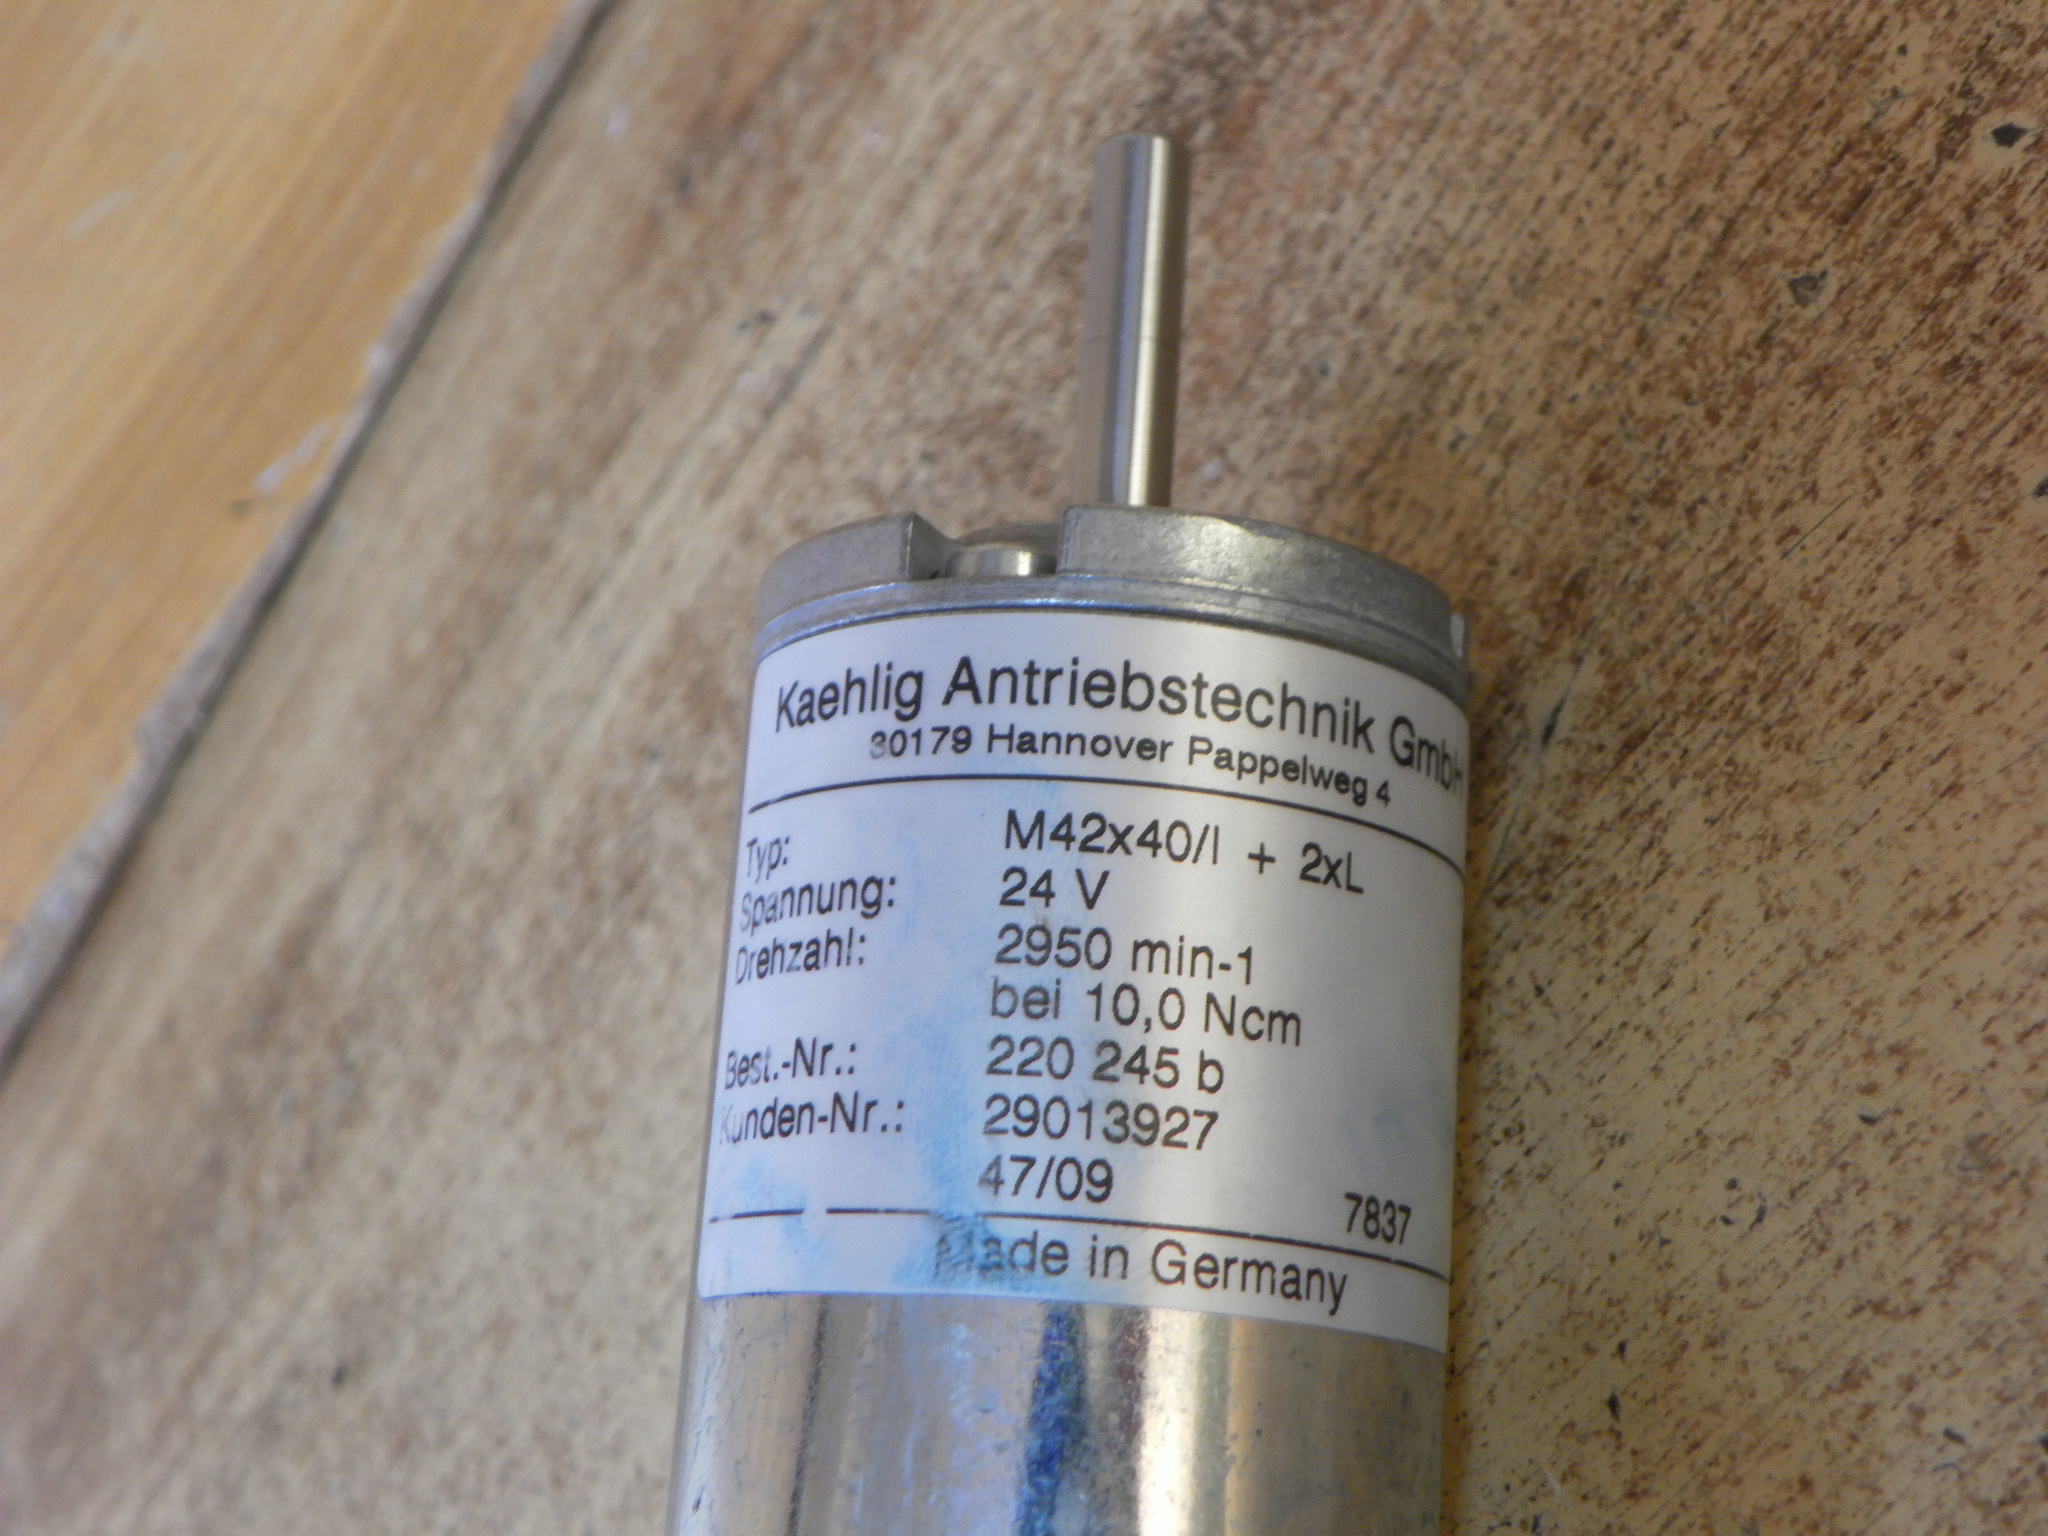 Kaehlig Antriebstechnik GmbH
30179 Hannover Pappelweg 4
Typ: M42x40/I + 2xL
Spannung: 24 V
Drehzahl: 2950 min-1
bei 10,0 Ncm
Best.-Nr.: 220 245 b
Kunden-Nr.: 29013927
47/09
7837
Made in Germany